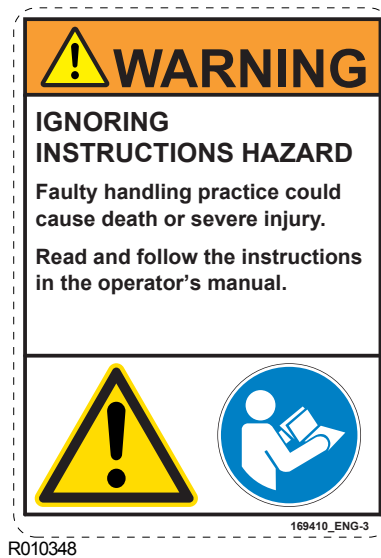 WARNING
IGNORING
INSTRUCTIONS HAZARD
Faulty handling practice could
cause death or severe injury.
Read and follow the instructions
in the operator’s manual.
169410_ENG-3
R010348